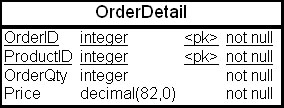 OrderDetail
OrderID integer <pk> not null
ProductID integer <pk> not null
OrderQty integer not null
Price decimal(82,0) not null